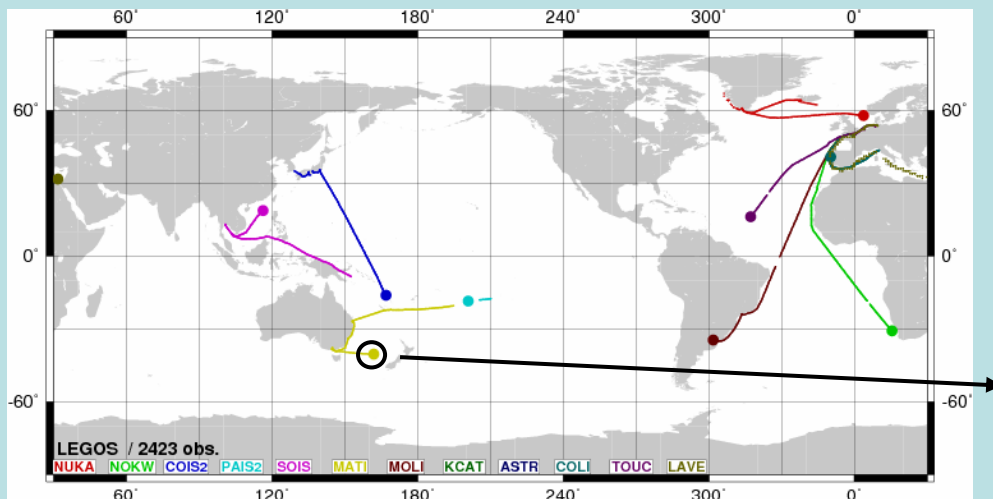 60° 120° 180° 240° 300° 0°
60° 60°
0° 0°
-60° -60°
LEGOS / 2423 obs.
NUKA NOKW COIS2 PAIS2 SOIS MATI MOLI KCAT ASTR COLI TOUC LAVE
60° 120° 180° 240° 300° 0°